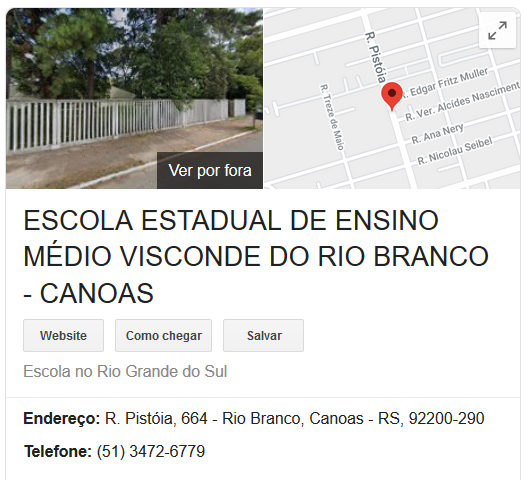 R. Pistóia
R. Treze de Maio
R. Edgar Fritz Muller
R. Ver. Alcides Nasciment
R. Ana Nery
R. Nicolau Seibel
Ver por fora
ESCOLA ESTADUAL DE ENSINO
MÉDIO VISCONDE DO RIO BRANCO
- CANOAS
Website
Como chegar
Salvar
Escola no Rio Grande do Sul
Endereço: R. Pistóia, 664 - Rio Branco, Canoas - RS, 92200-290
Telefone: (51) 3472-6779